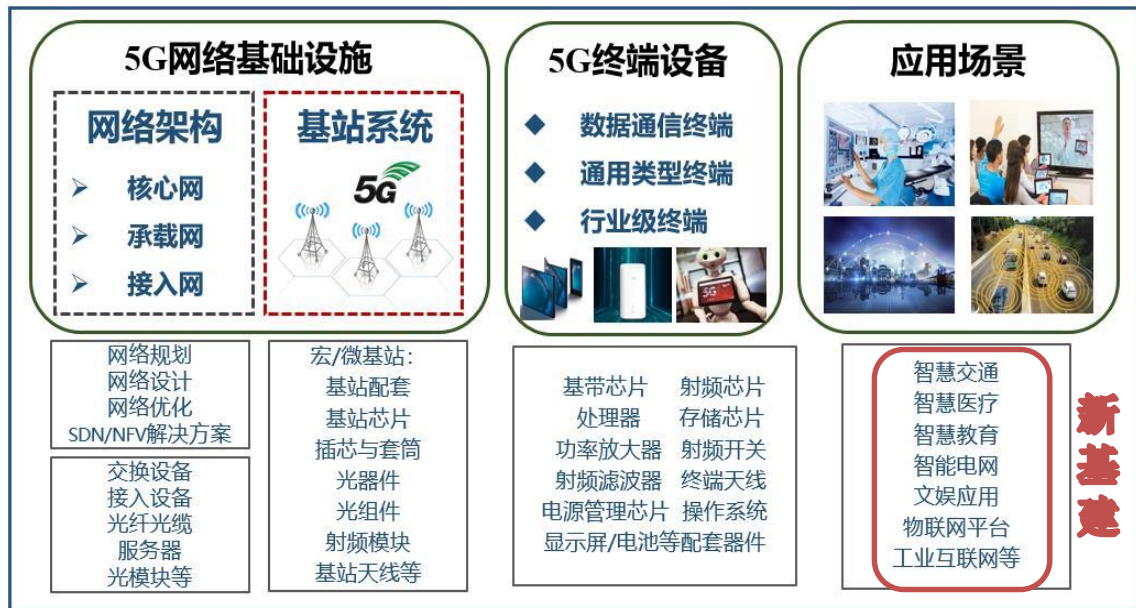 5G网络基础设施
网络架构
核心网
承载网
接入网
基站系统
5G
网络规划
网络设计
网络优化
SDN/NFV解决方案
交换设备
接入设备
光纤光缆
服务器
光模块等
宏/微基站：
基站配套
基站芯片
插芯与套筒
光器件
光组件
射频模块
基站天线等
5G终端设备
数据通信终端
通用类型终端
行业级终端
5G
基带芯片 射频芯片
处理器 存储芯片
功率放大器 射频开关
射频滤波器 终端天线
电源管理芯片 操作系统
显示屏/电池等配套器件
应用场景
智慧交通
智慧医疗
智慧教育
智能电网
文娱应用
物联网平台
工业互联网等
新基建